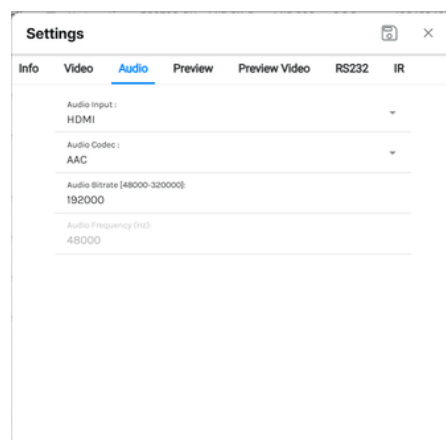 Settings
Info Video Audio Preview Preview Video RS232 IR
Audio Input :
HDMI
Audio Codec :
AAC
Audio Bitrate [48000-320000]:
192000
Audio Frequency (Hz):
48000